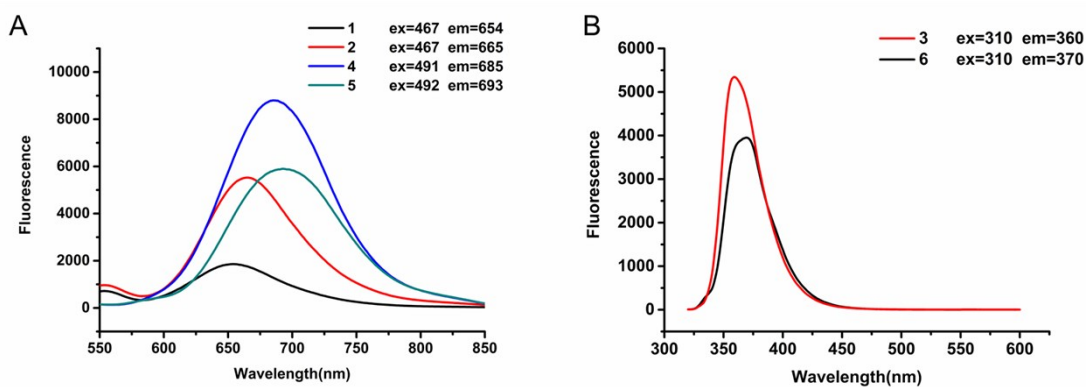 A
1 ex=467 em=654
2 ex=467 em=665
4 ex=491 em=685
5 ex=492 em=693
10000
8000
6000
4000
2000
0
Fluorescence
550 600 650 700 750 800 850
Wavelength(nm)
B
3 ex=310 em=360
6 ex=310 em=370
6000
5000
4000
3000
2000
1000
0
Fluorescence
300 350 400 450 500 550 600
Wavelength(nm)